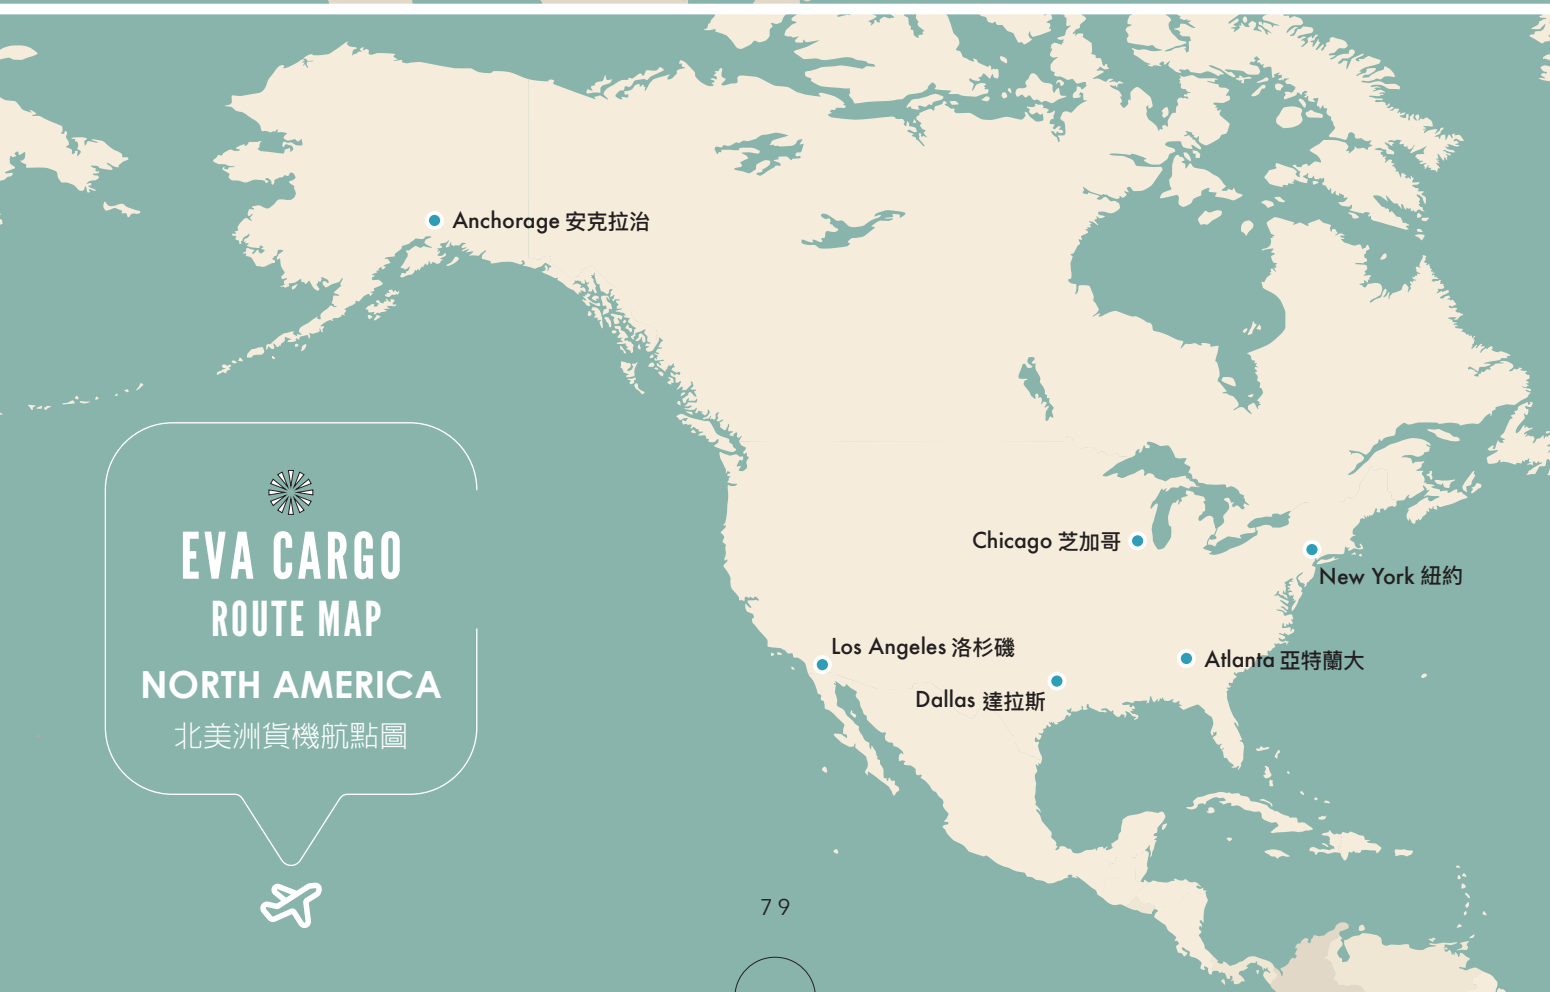 Anchorage 安克拉治
EVA CARGO
ROUTE MAP
NORTH AMERICA
北美洲貨機航點圖
Chicago 芝加哥
New York 紐約
Los Angeles 洛杉磯
Atlanta 亞特蘭大
Dallas 達拉斯
79